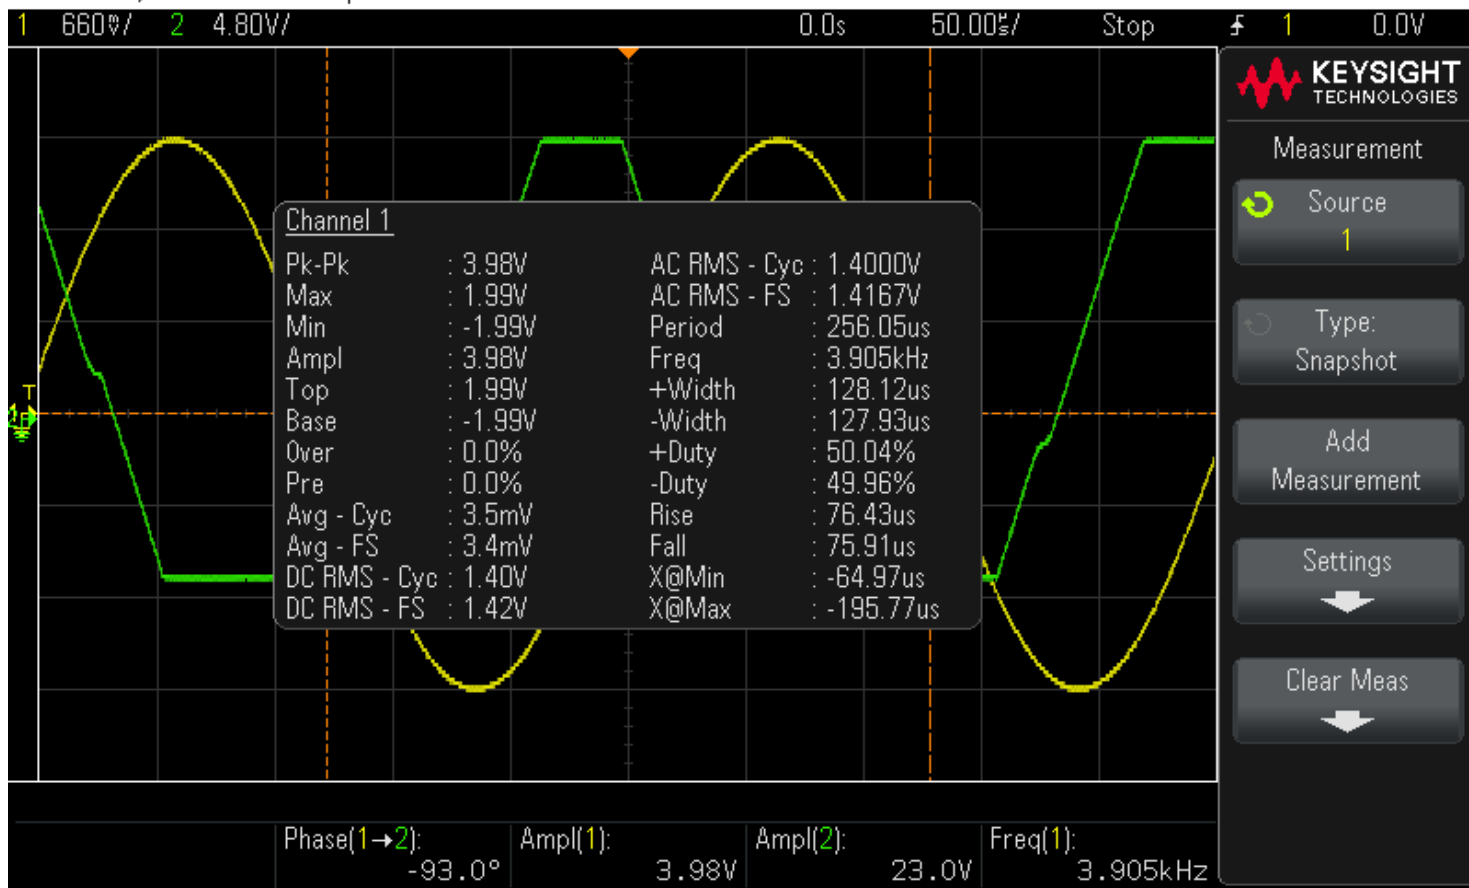 1 660mV/ 2 4.80V/ 0.0s 50.00us/ Stop 1 0.0V
KEYSIGHT
TECHNOLOGIES
Measurement
Source
1
Type:
Snapshot
Add
Measurement
Settings
Clear Meas
T
Channel 1
Pk-Pk : 3.98V AC RMS - Cyc : 1.4000V
Max : 1.99V AC RMS - FS : 1.4167V
Min : -1.99V Period : 256.05us
Ampl : 3.98V Freq : 3.905kHz
Top : 1.99V +Width : 128.12us
Base : -1.99V -Width : 127.93us
Over : 0.0% +Duty : 50.04%
Pre : 0.0% -Duty : 49.96%
Avg - Cyc : 3.5mV Rise : 76.43us
Avg - FS : 3.4mV Fall : 75.91us
DC RMS - Cyc : 1.40V X@Min : -64.97us
DC RMS - FS : 1.42V X@Max : -195.77us
Phase(1→2): Ampl(1): Ampl(2): Freq(1):
-93.0° 3.98V 23.0V 3.905kHz